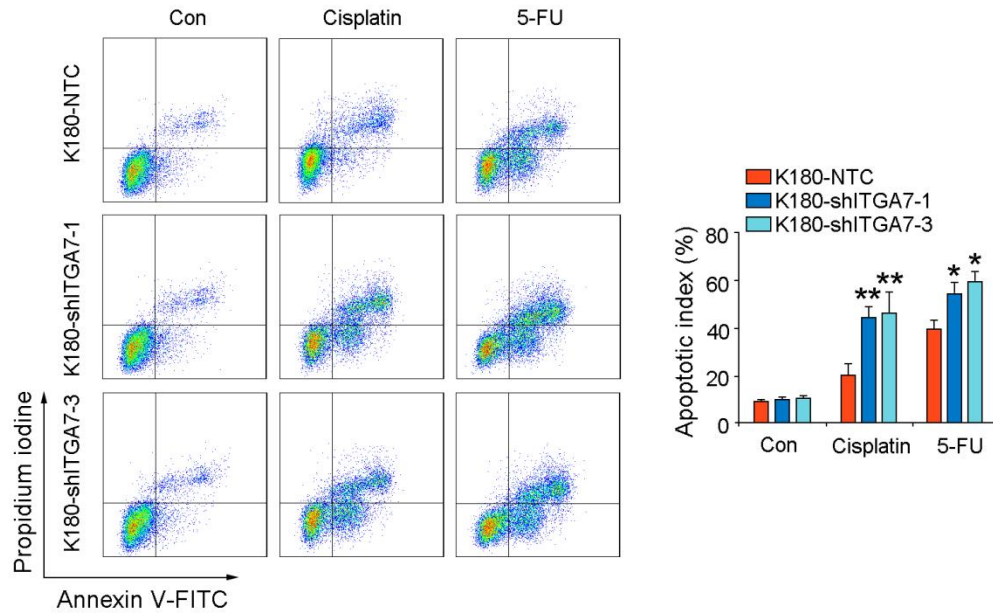 Con Cisplatin 5-FU
K180-NTC
K180-shITGA7-1
K180-shITGA7-3
Propidium iodine
Annexin V-FITC
K180-NTC
K180-shITGA7-1
K180-shITGA7-3
Apoptotic index (%)
80
60
40
20
0
** ** * *
Con Cisplatin 5-FU